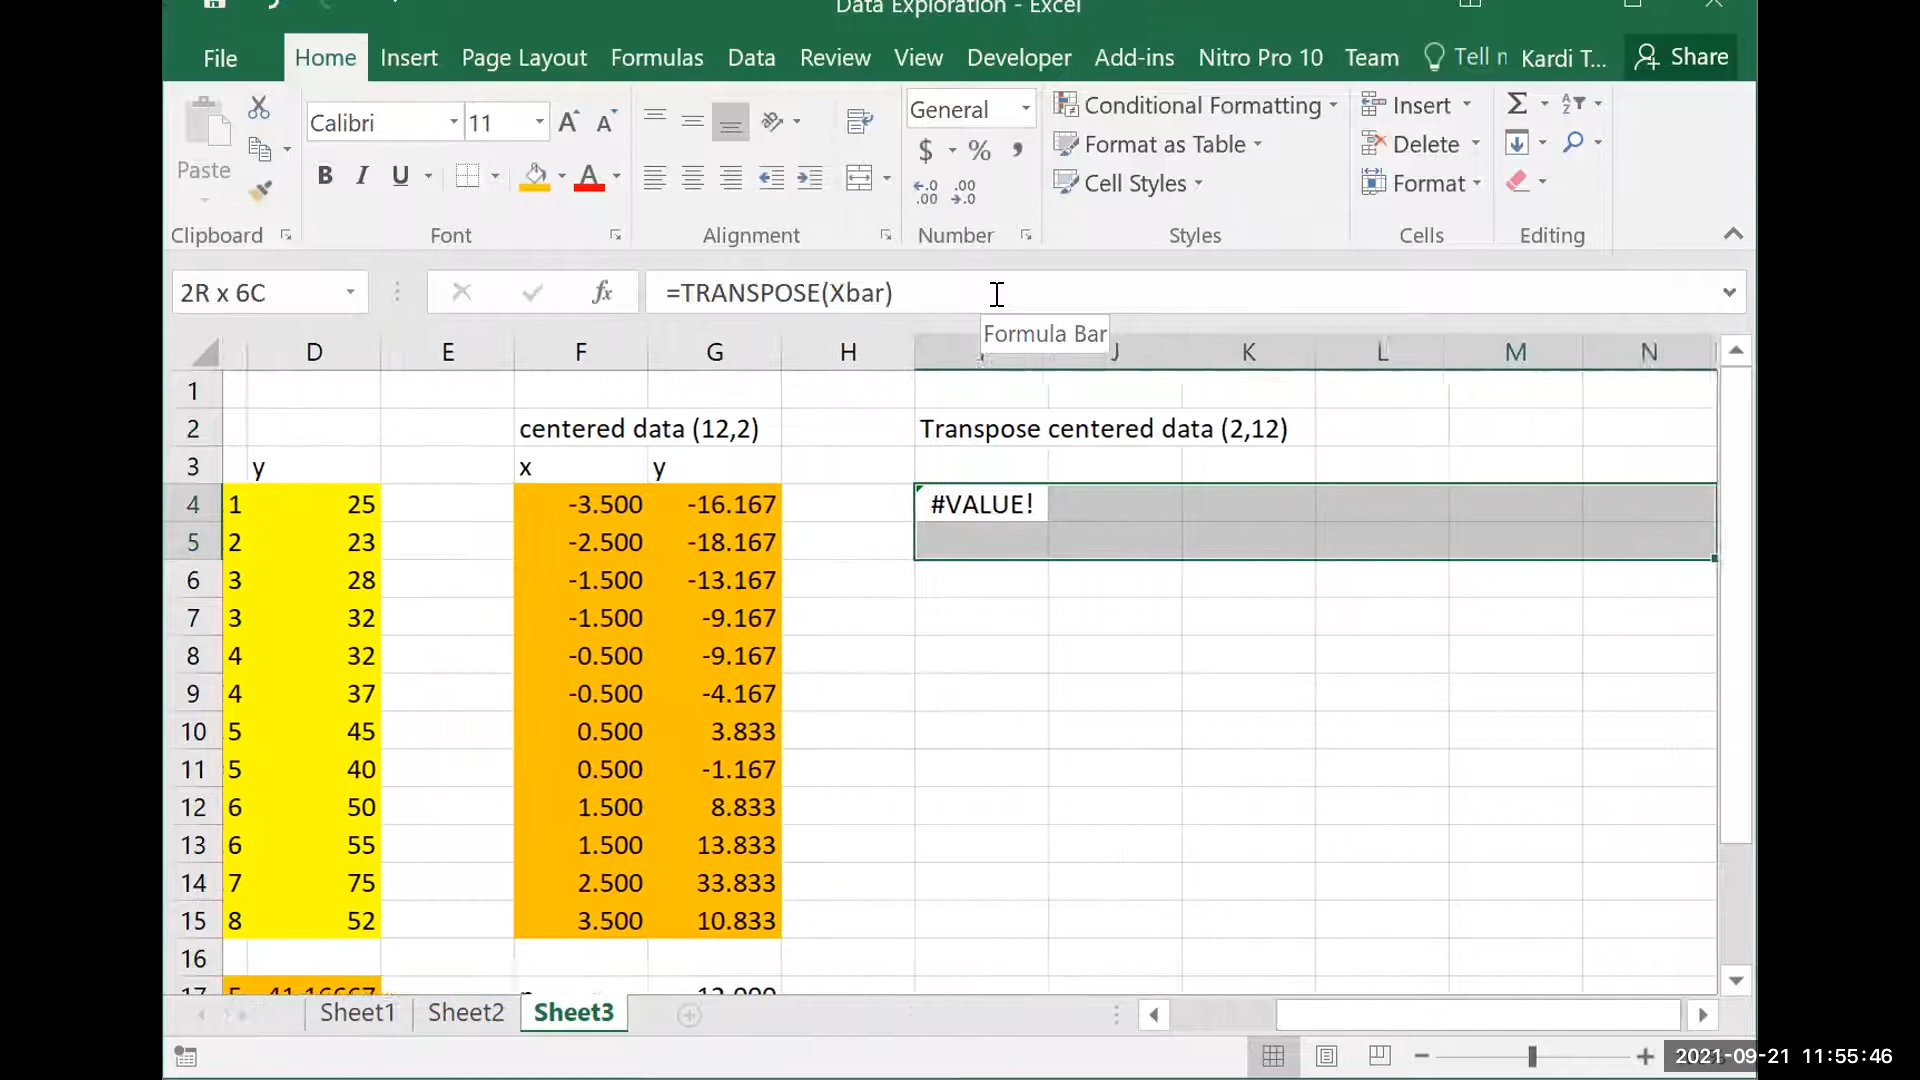 Data Exploration - Excel
File Home Insert Page Layout Formulas Data Review View Developer Add-ins Nitro Pro 10 Team Tell Kardi T... Share
Paste
Clipboard
Calibri 11
B I U
Font
Alignment
General
$ % ,
Number
Conditional Formatting
Format as Table
Cell Styles
Styles
Insert
Delete
Format
Cells
Editing
2R x 6C fx =TRANSPOSE(Xbar)
Formula Bar
D E F G H J K L M N
1
2 centered data (12,2) Transpose centered data (2,12)
3 y x y
4 1 25 -3.500 -16.167 #VALUE!
5 2 23 -2.500 -18.167
6 3 28 -1.500 -13.167
7 3 32 -1.500 -9.167
8 4 32 -0.500 -9.167
9 4 37 -0.500 -4.167
10 5 45 0.500 3.833
11 5 40 0.500 -1.167
12 6 50 1.500 8.833
13 6 55 1.500 13.833
14 7 75 2.500 33.833
15 8 52 3.500 10.833
16
17 41.16667 12.000
Sheet1 Sheet2 Sheet3
2021-09-21 11:55:46